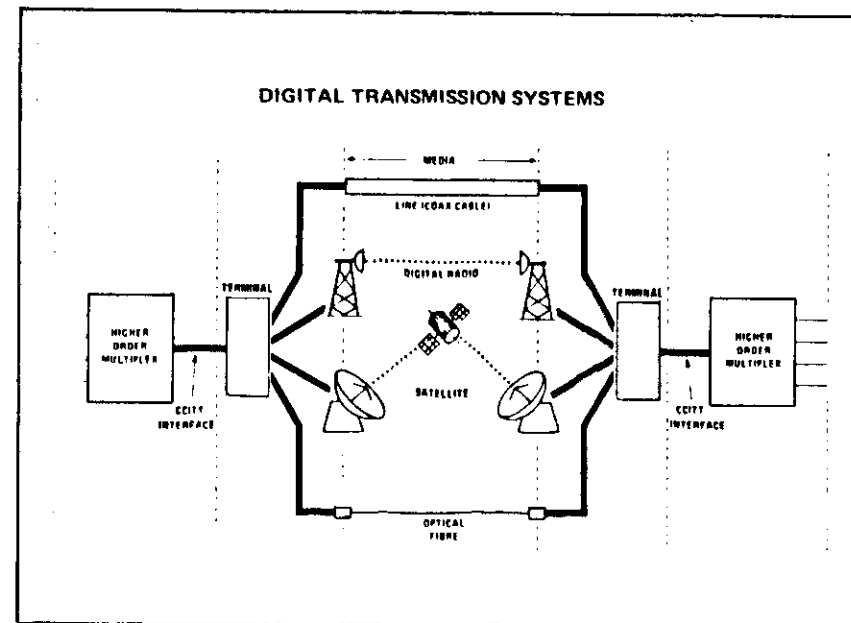 DIGITAL TRANSMISSION SYSTEMS
MEDIA
LINE (COAX CABLE)
DIGITAL RADIO
TERMINAL
TERMINAL
HIGHER
ORDER
MULTIPLEX
HIGHER
ORDER
MULTIPLEX
SATELLITE
CCITT
INTERFACE
CCITT
INTERFACE
OPTICAL
FIBRE